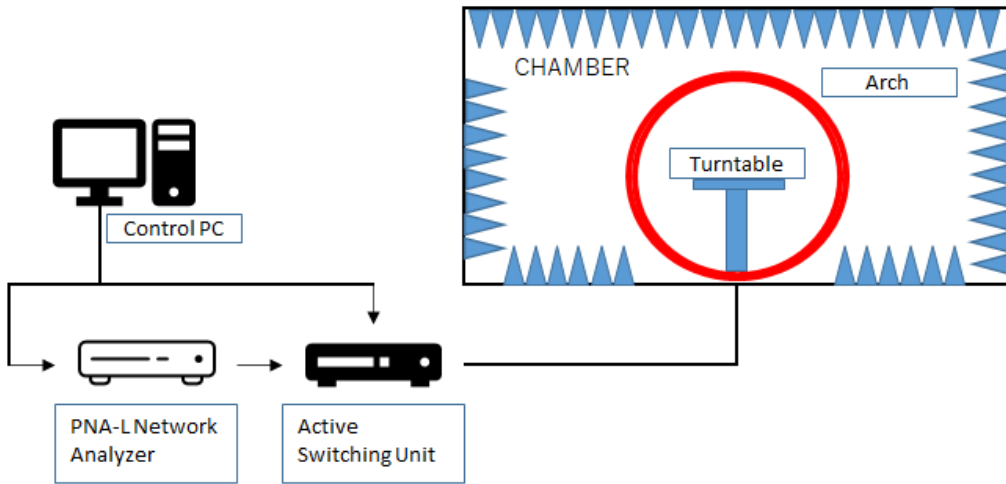 CHAMBER
Arch
Turntable
Control PC
PNA-L Network
Analyzer
Active
Switching Unit